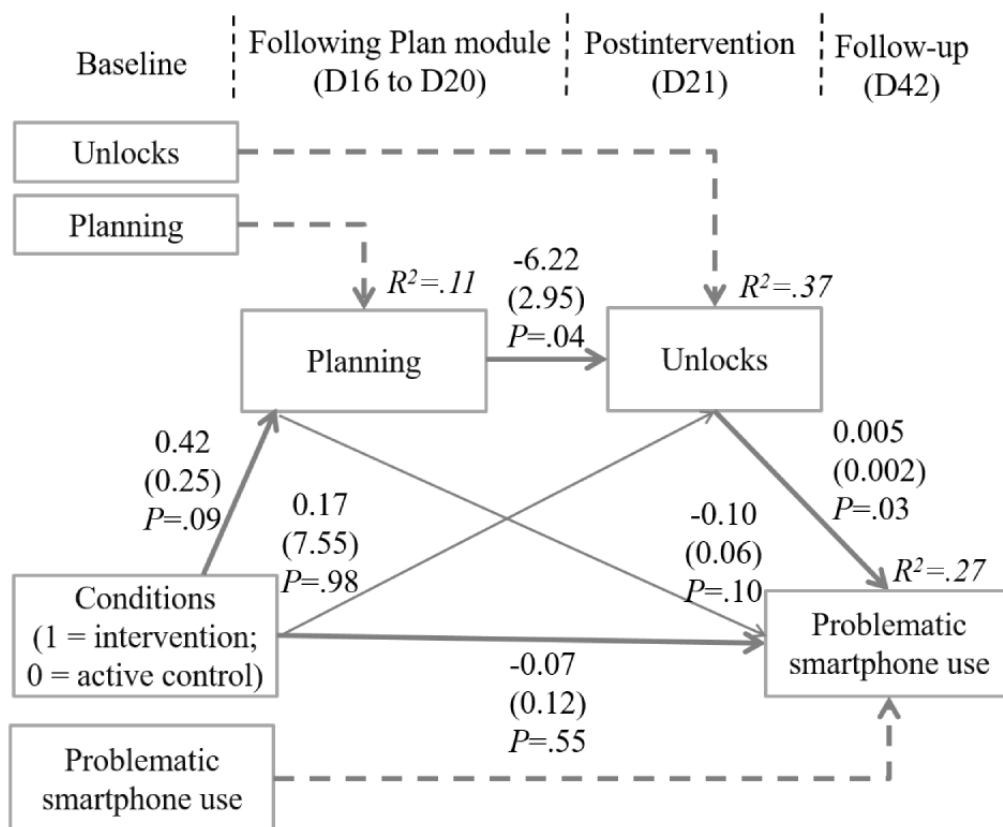 Baseline
Following Plan module
(D16 to D20)
Postintervention
(D21)
Follow-up
(D42)
Unlocks
Planning
R²=.11
-6.22
(2.95)
P=.04
R²=.37
Planning
Unlocks
0.42
(0.25)
P=.09
0.17
(7.55)
P=.98
-0.10
(0.06)
P=.10
0.005
(0.002)
P=.03
R²=.27
Conditions
(1 = intervention;
0 = active control)
Problematic
smartphone use
-0.07
(0.12)
P=.55
Problematic
smartphone use